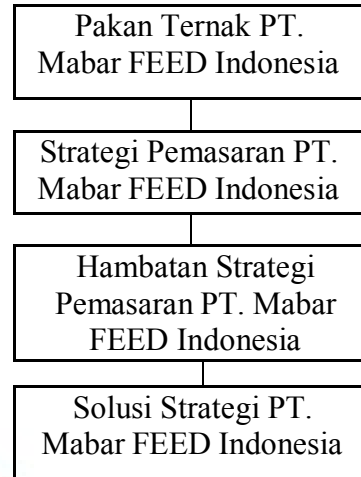 Pakan Ternak PT.
Mabar FEED Indonesia
Strategi Pemasaran PT.
Mabar FEED Indonesia
Hambatan Strategi
Pemasaran PT. Mabar
FEED Indonesia
Solusi Strategi PT.
Mabar FEED Indonesia